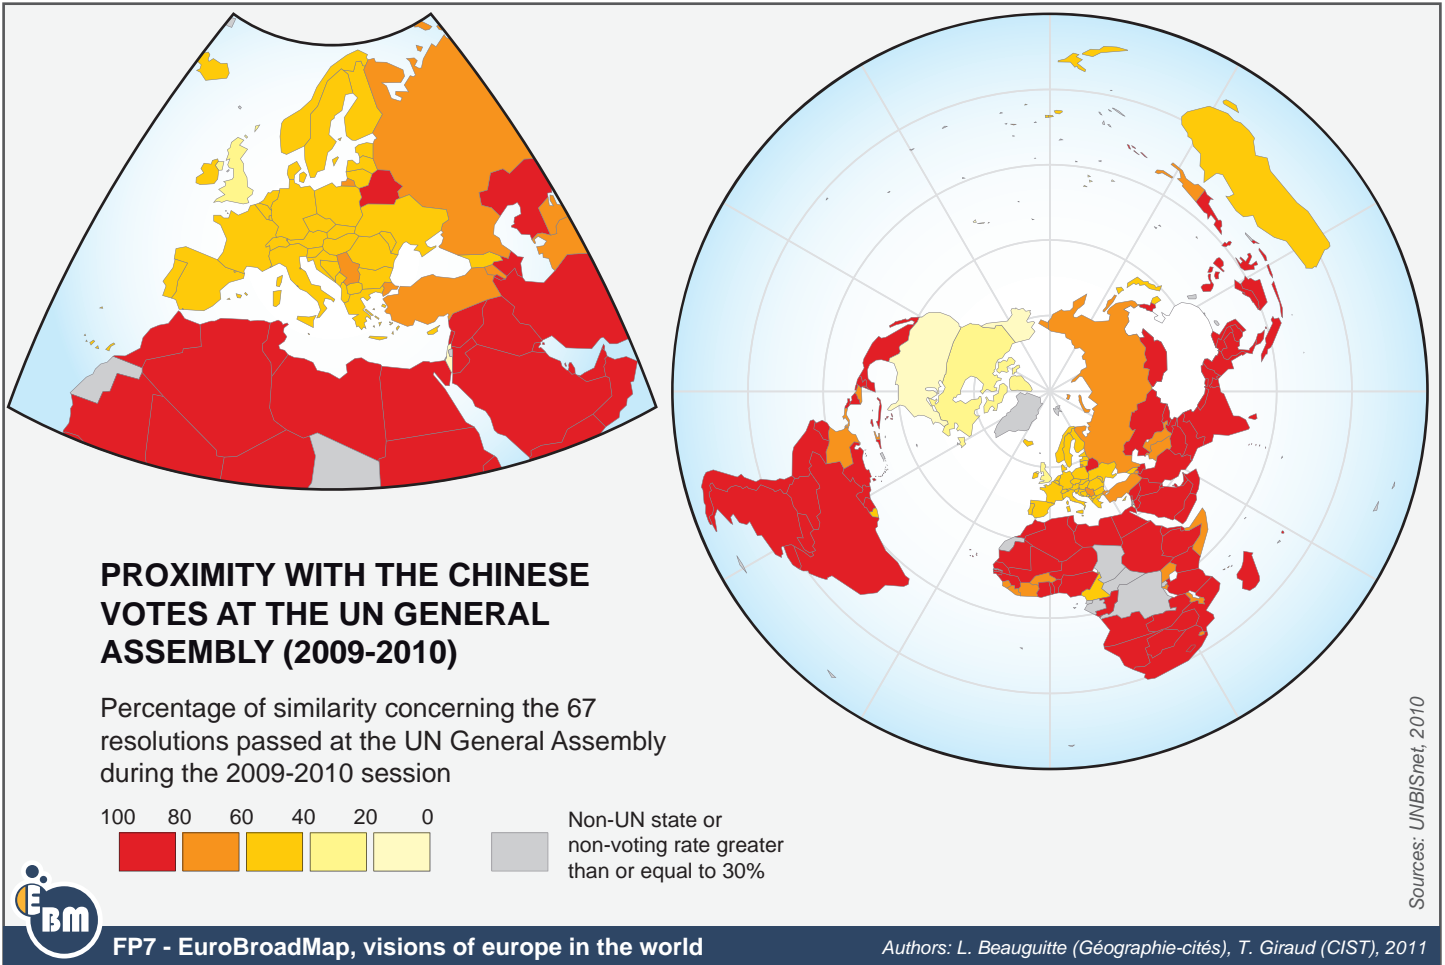 PROXIMITY WITH THE CHINESE
VOTES AT THE UN GENERAL
ASSEMBLY (2009-2010)
Percentage of similarity concerning the 67
resolutions passed at the UN General Assembly
during the 2009-2010 session
100 80 60 40 20 0
Non-UN state or
non-voting rate greater
than or equal to 30%
Sources: UNBISnet, 2010
EBM
FP7 - EuroBroadMap, visions of europe in the world
Authors: L. Beauguitte (Géographie-cités), T. Giraud (CIST), 2011